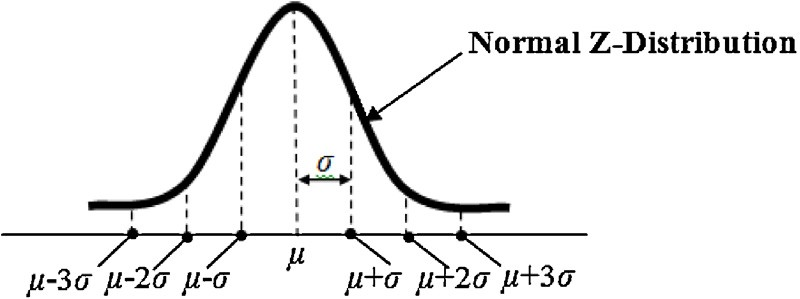 Normal Z-Distribution
σ
μ-3σ μ-2σ μ-σ μ μ+σ μ+2σ μ+3σ